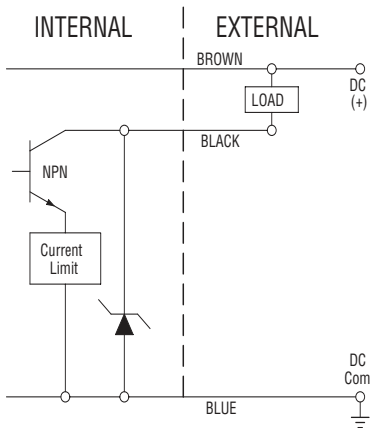 INTERNAL
EXTERNAL
BROWN
LOAD
DC
(+)
BLACK
NPN
Current
Limit
DC
Com
BLUE